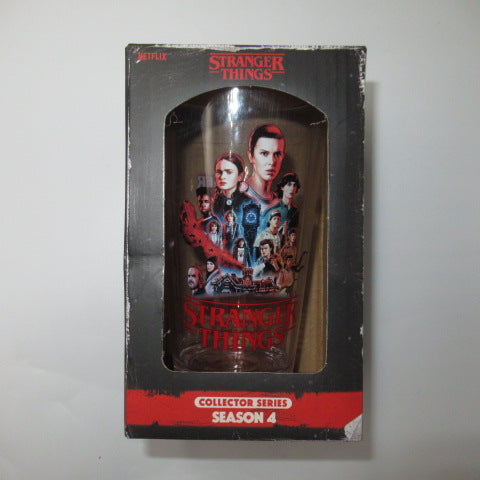 NETFLIX
STRANGER
THINGS
STRANGER
THINGS
COLLECTOR SERIES
SEASON 4